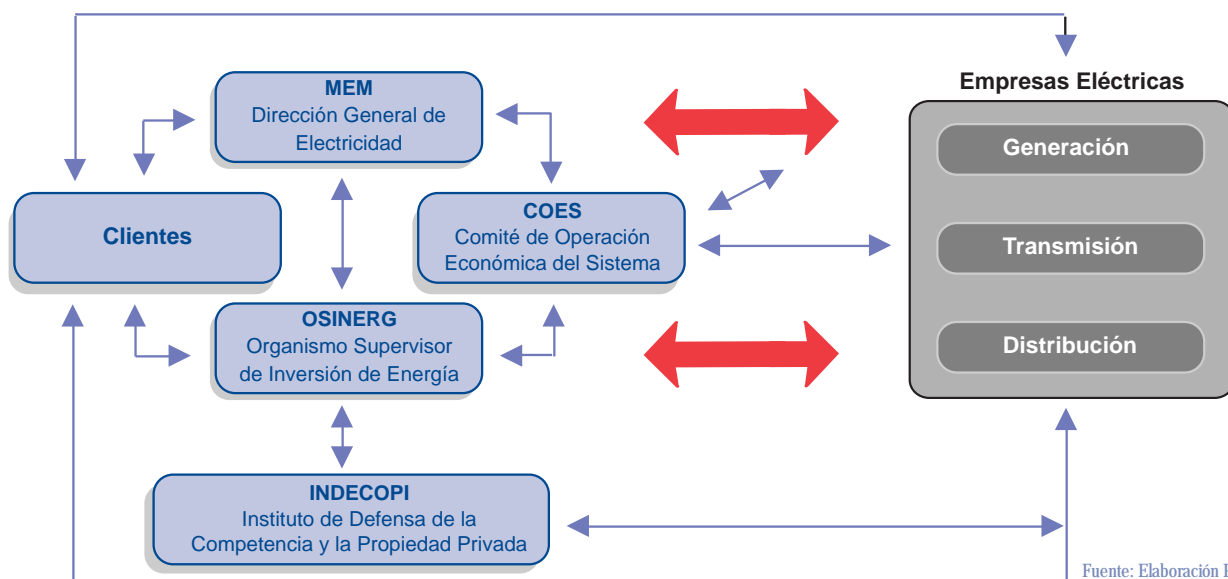 Empresas Eléctricas
MEM
Dirección General de
Electricidad
Generación
Clientes
COES
Comité de Operación
Económica del Sistema
Transmisión
OSINERG
Organismo Supervisor
de Inversión de Energía
Distribución
INDECOPI
Instituto de Defensa de la
Competencia y la Propiedad Privada
Fuente: Elaboración